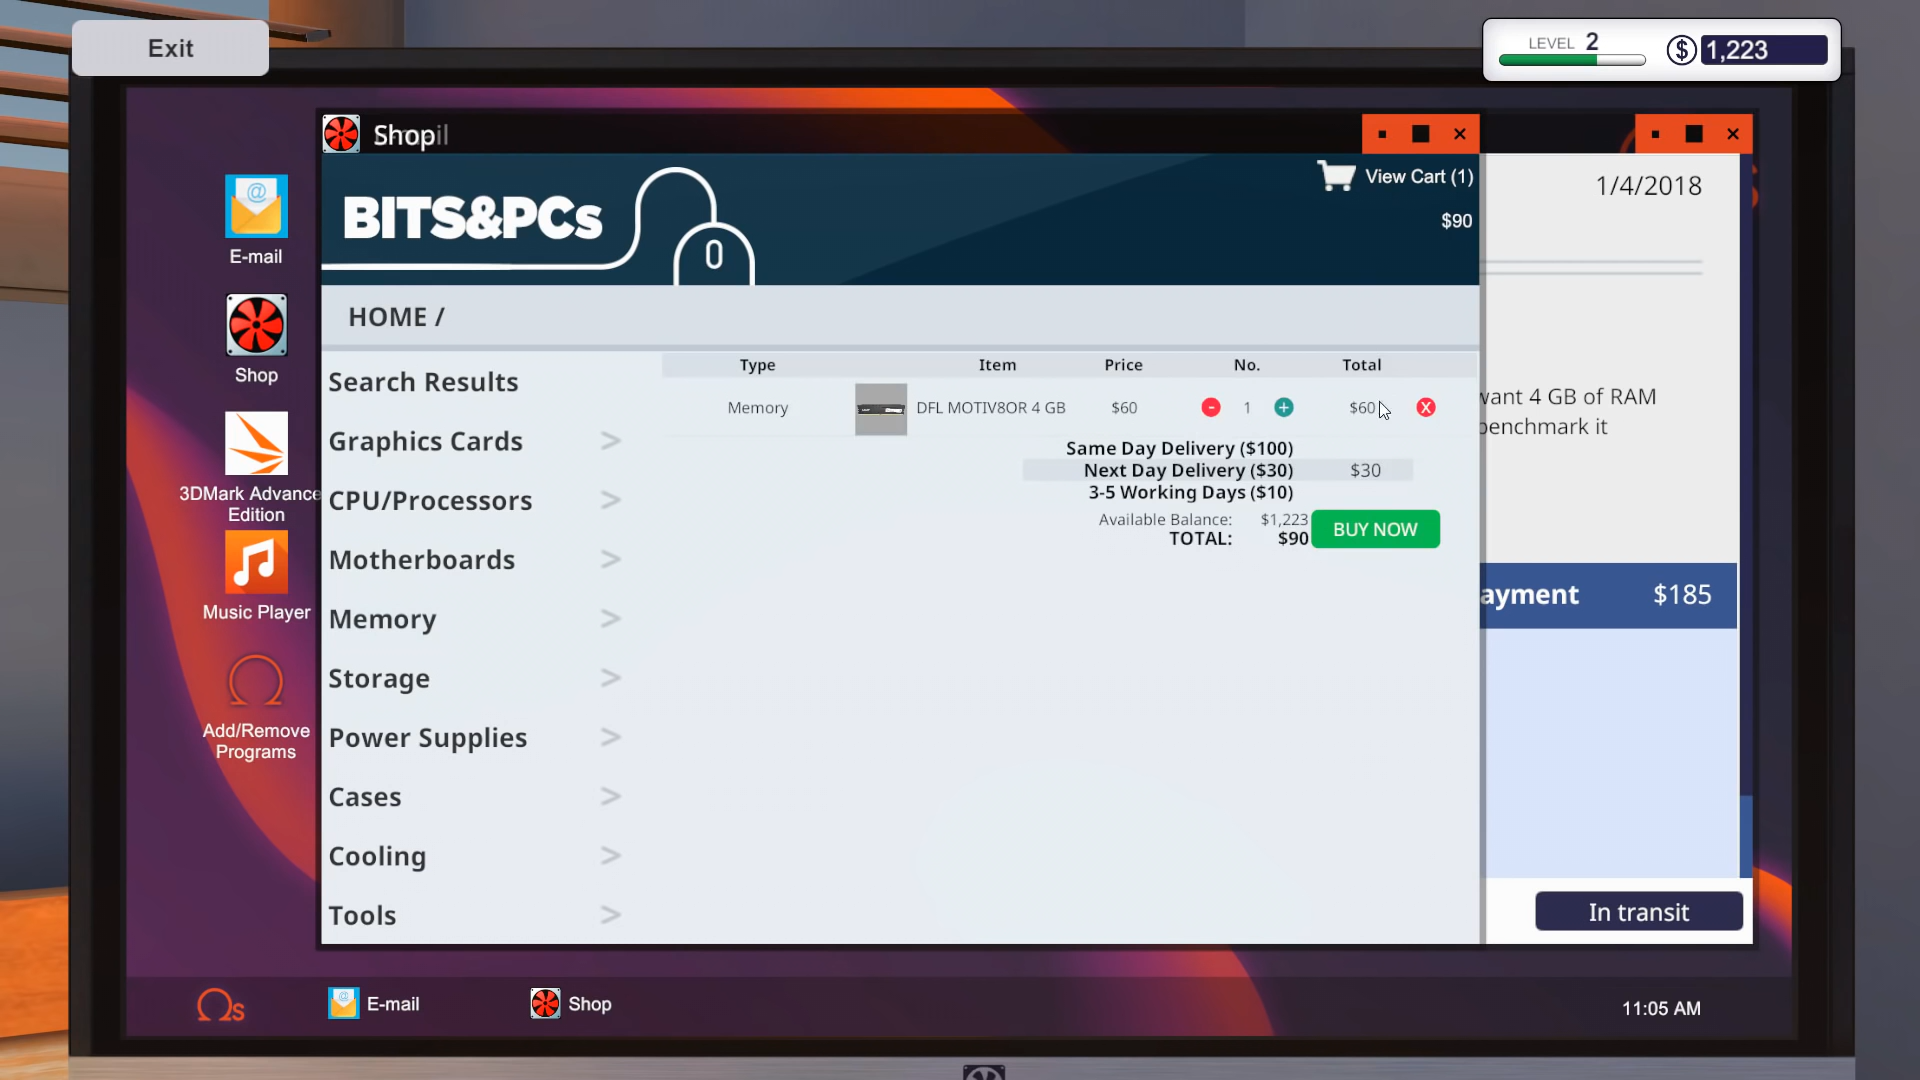 Exit
LEVEL 2
$ 1,223
Shop
BITS&PCs
View Cart (1)
$90
1/4/2018
HOME /
E-mail
Shop
3DMark Advance
Edition
Music Player
Add/Remove
Programs
Search Results
Graphics Cards >
CPU/Processors >
Motherboards >
Memory >
Storage >
Power Supplies >
Cases >
Cooling >
Tools >
Type Item Price No. Total
Memory DFL MOTIV8OR 4 GB $60 - 1 + $60 X
Same Day Delivery ($100)
Next Day Delivery ($30) $30
3-5 Working Days ($10)
Available Balance: $1,223
TOTAL: $90
BUY NOW
want 4 GB of RAM
benchmark it
ayment $185
In transit
Ωs
E-mail
Shop
11:05 AM